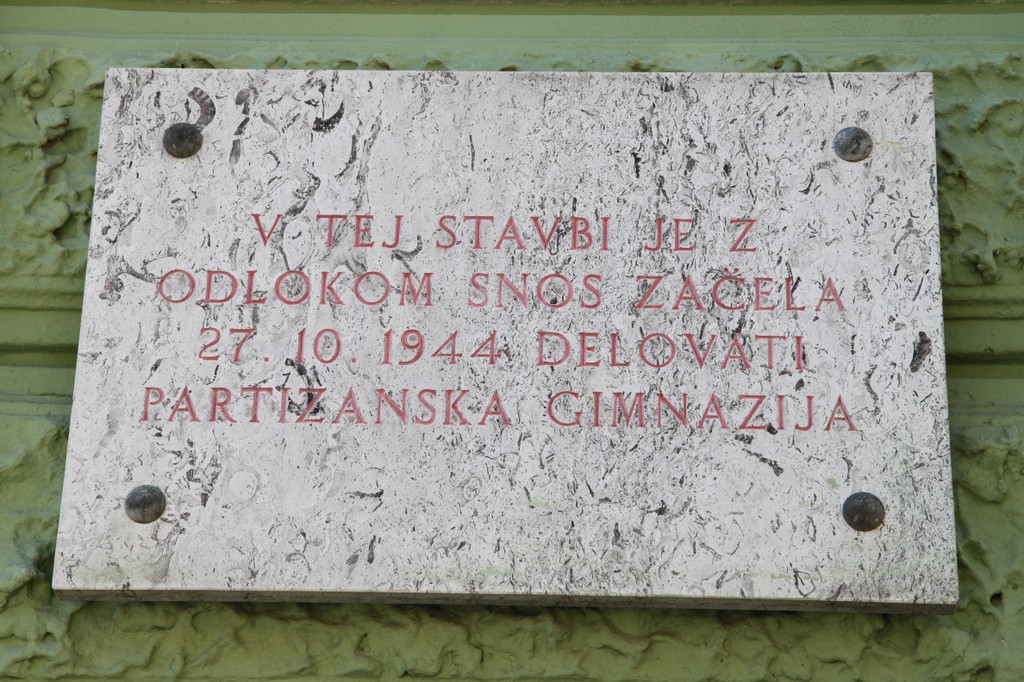 V TEJ STAVBI JE Z
ODLOKOM SNOS ZAČELA
27. 10. 1944 DELOVATI
PARTIZANSKA GIMNAZIJA